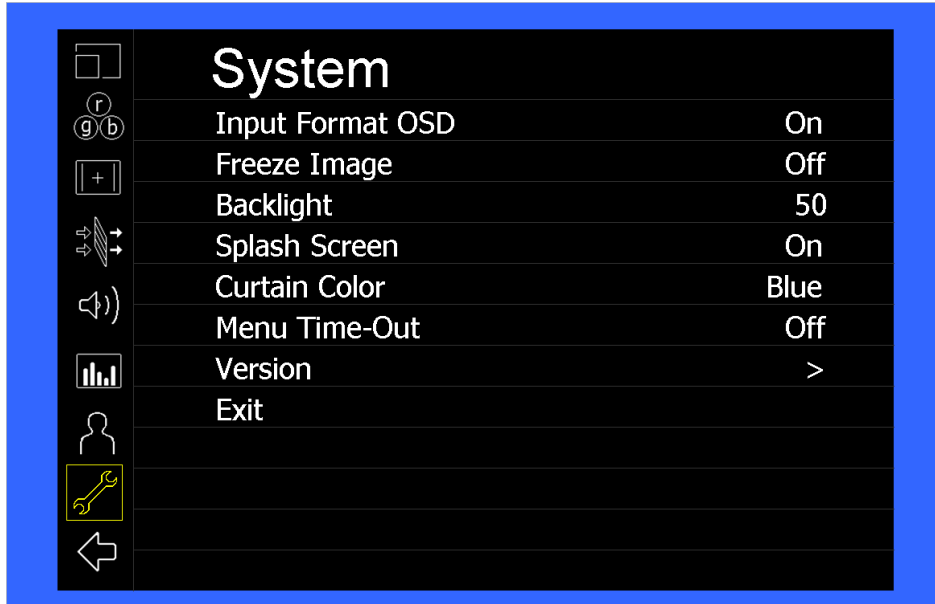 System
Input Format OSD On
Freeze Image Off
Backlight 50
Splash Screen On
Curtain Color Blue
Menu Time-Out Off
Version >
Exit
r
g b